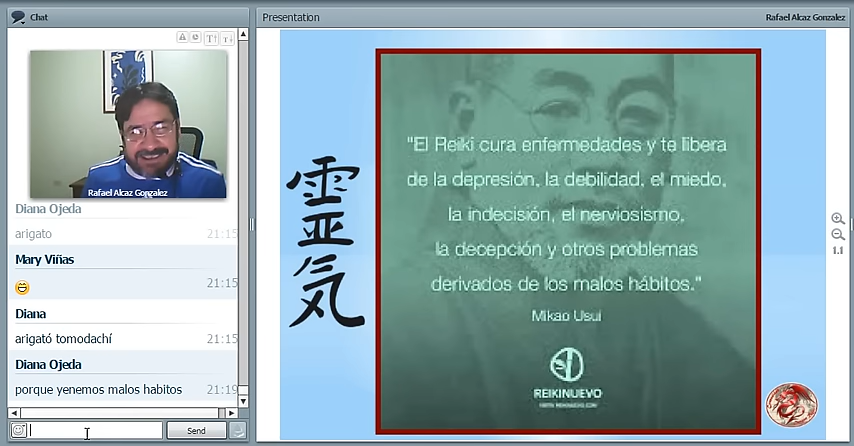 Chat
Rafael Alcaz Gonzalez
Diana Ojeda
arigato 21:15
Mary Viñas
21:15
Diana
arigató tomodachí 21:15
Diana Ojeda
porque yenemos malos habitos 21:19
Send
Presentation
Rafael Alcaz Gonzalez
靈氣
"El Reiki cura enfermedades y te libera
de la depresión, la debilidad, el miedo,
la indecisión, el nerviosismo,
la decepción y otros problemas
derivados de los malos hábitos."
Mikao Usui
REIKINUEVO
1.1